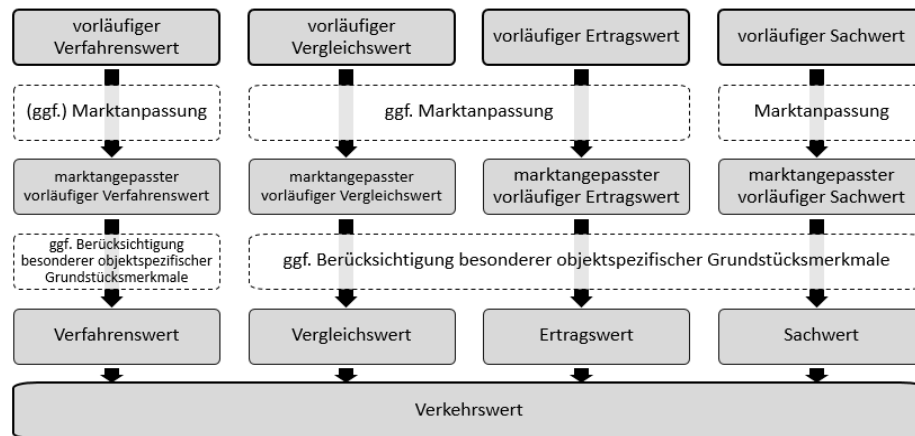 vorläufiger
Verfahrenswert
vorläufiger
Vergleichswert
vorläufiger Ertragswert
vorläufiger Sachwert
(ggf.) Marktanpassung
ggf. Marktanpassung
Marktanpassung
marktangepasster
vorläufiger Verfahrenswert
marktangepasster
vorläufiger Vergleichswert
marktangepasster
vorläufiger Ertragswert
marktangepasster
vorläufiger Sachwert
ggf. Berücksichtigung
besonderer objektspezifischer
Grundstücksmerkmale
ggf. Berücksichtigung besonderer objektspezifischer Grundstücksmerkmale
Verfahrenswert
Vergleichswert
Ertragswert
Sachwert
Verkehrswert